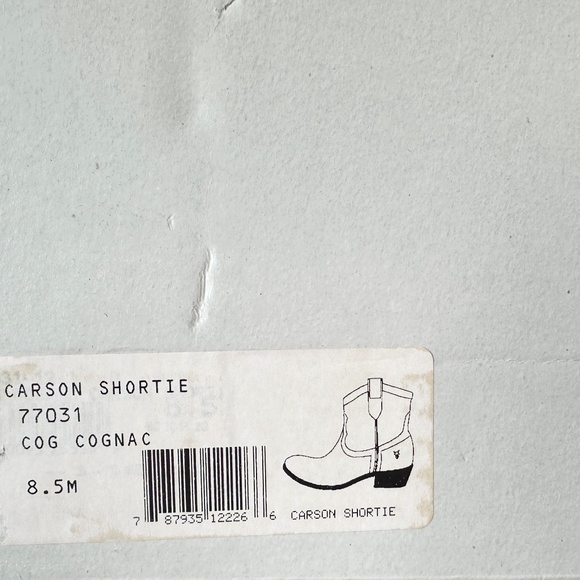 CARSON SHORTIE
77031
COG COGNAC
8.5M
7 87935 12226 6 CARSON SHORTIE